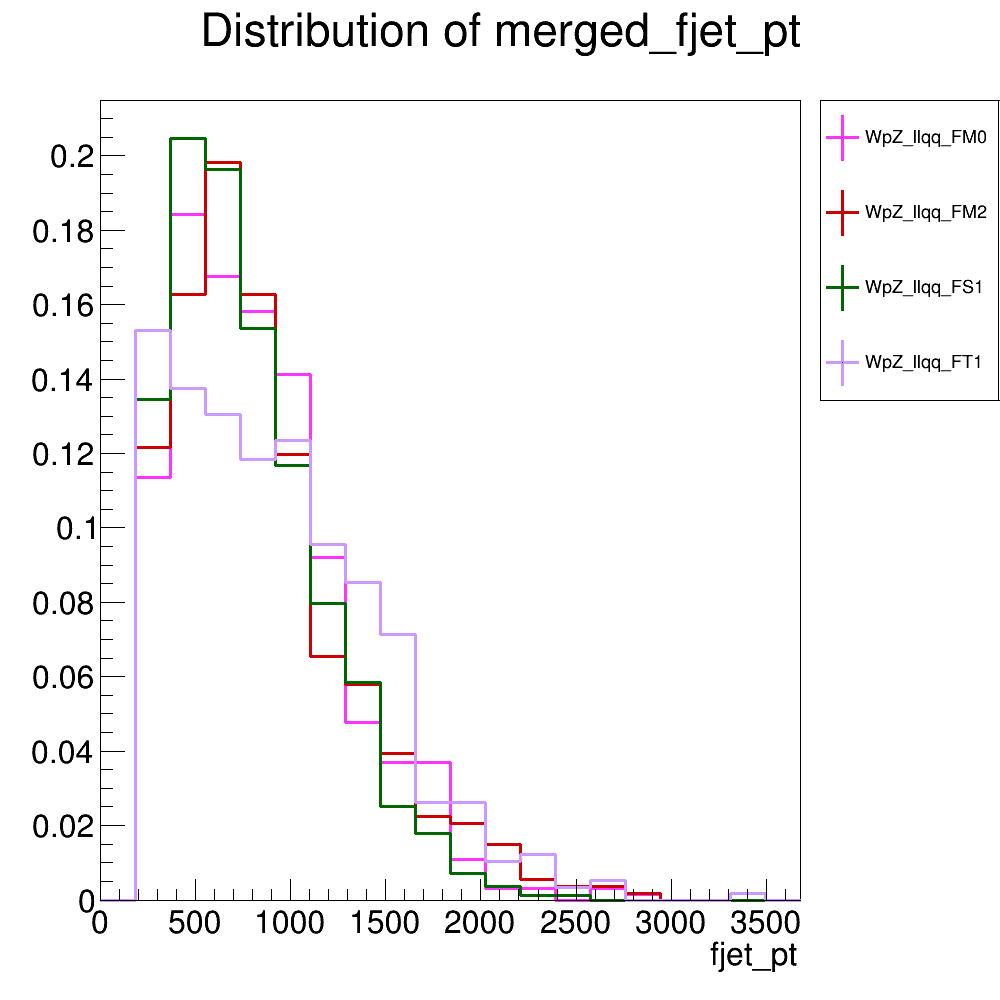 Distribution of merged_fjet_pt
WpZ_llqq_FM0
WpZ_llqq_FM2
WpZ_llqq_FS1
WpZ_llqq_FT1
0.2
0.18
0.16
0.14
0.12
0.1
0.08
0.06
0.04
0.02
0
0 500 1000 1500 2000 2500 3000 3500
fjet_pt